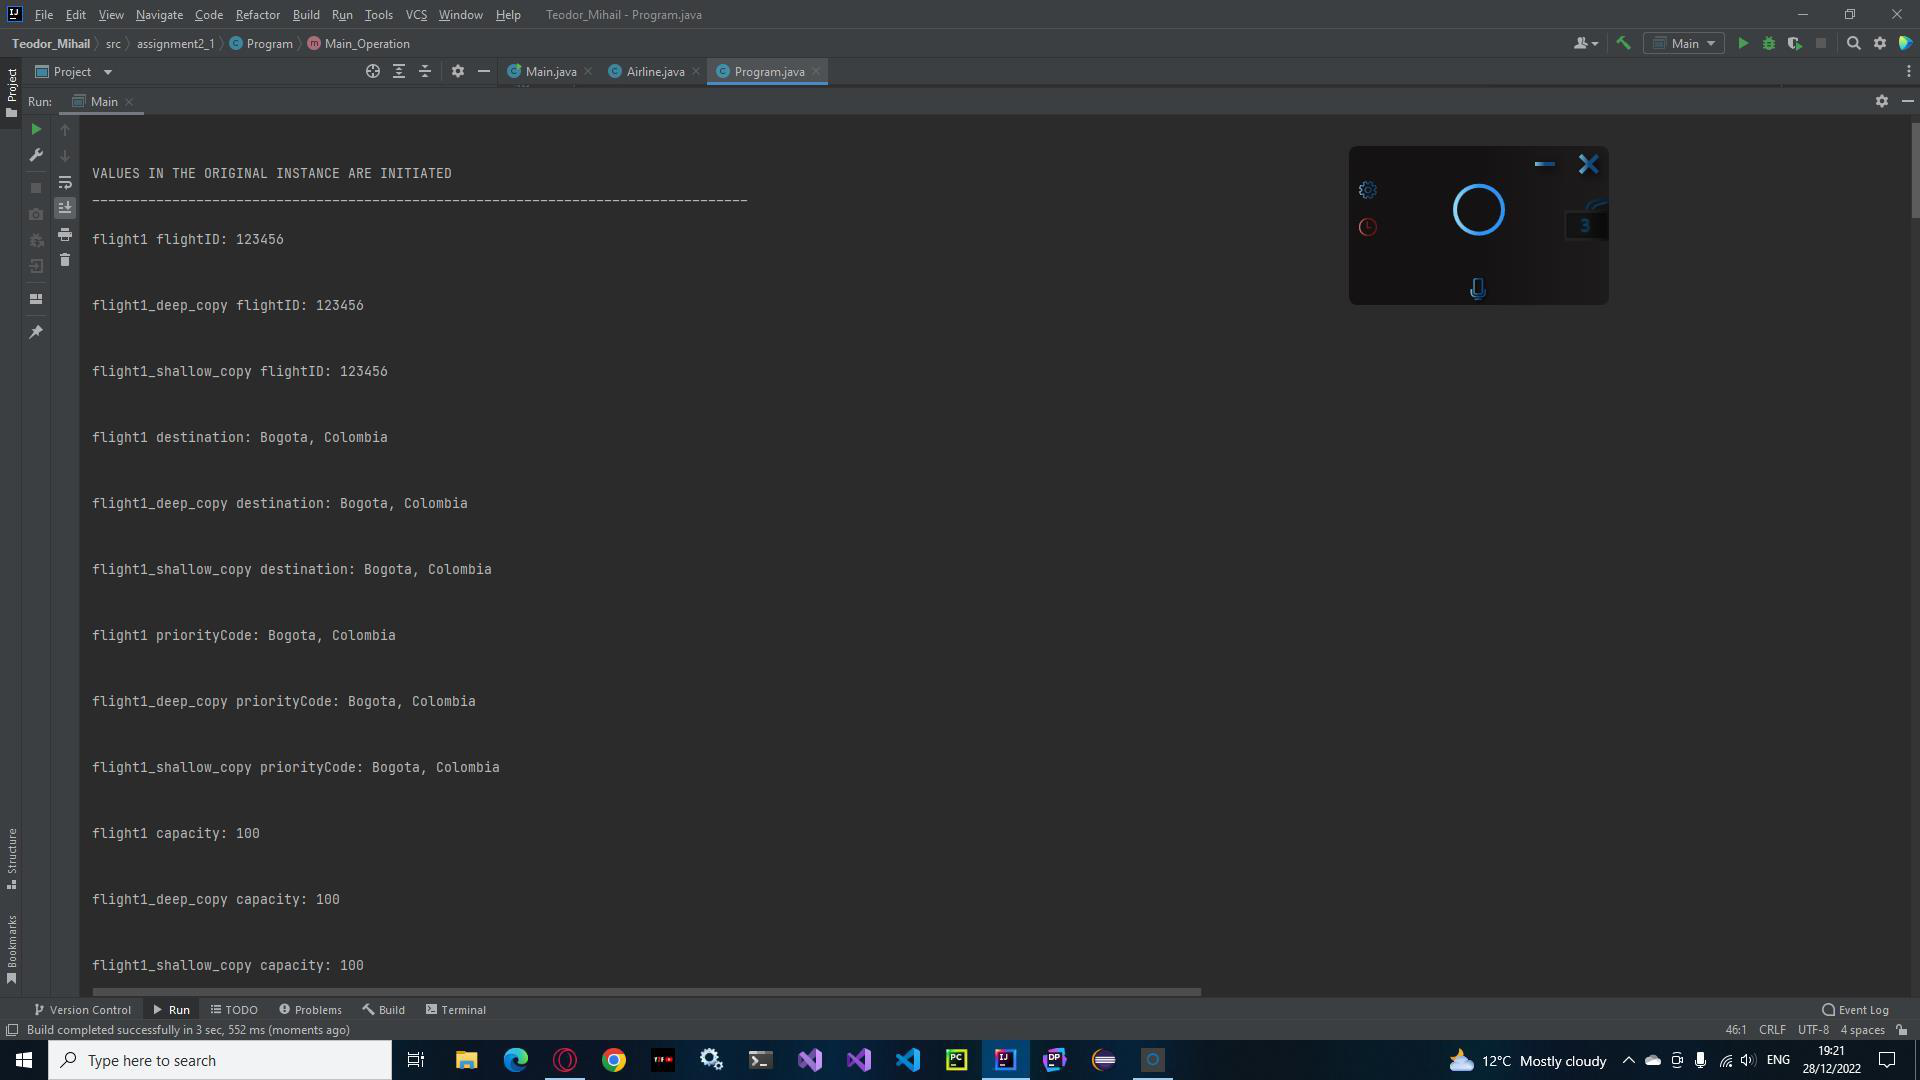 File Edit View Navigate Code Refactor Build Run Tools VCS Window Help Teodor_Mihail - Program.java
Teodor_Mihail src assignment2_1 Program Main_Operation
Main
Project
Main.java Airline.java Program.java
Project
Run: Main
VALUES IN THE ORIGINAL INSTANCE ARE INITIATED
----------------------------------------------------------------------------------
flight1 flightID: 123456
flight1_deep_copy flightID: 123456
flight1_shallow_copy flightID: 123456
flight1 destination: Bogota, Colombia
flight1_deep_copy destination: Bogota, Colombia
flight1_shallow_copy destination: Bogota, Colombia
flight1 priorityCode: Bogota, Colombia
flight1_deep_copy priorityCode: Bogota, Colombia
flight1_shallow_copy priorityCode: Bogota, Colombia
flight1 capacity: 100
flight1_deep_copy capacity: 100
flight1_shallow_copy capacity: 100
3
Structure
Bookmarks
Version Control Run TODO Problems Build Terminal Event Log
Build completed successfully in 3 sec, 552 ms (moments ago) 46:1 CRLF UTF-8 4 spaces
Type here to search
PC IJ DP
12°C Mostly cloudy ENG
19:21
28/12/2022